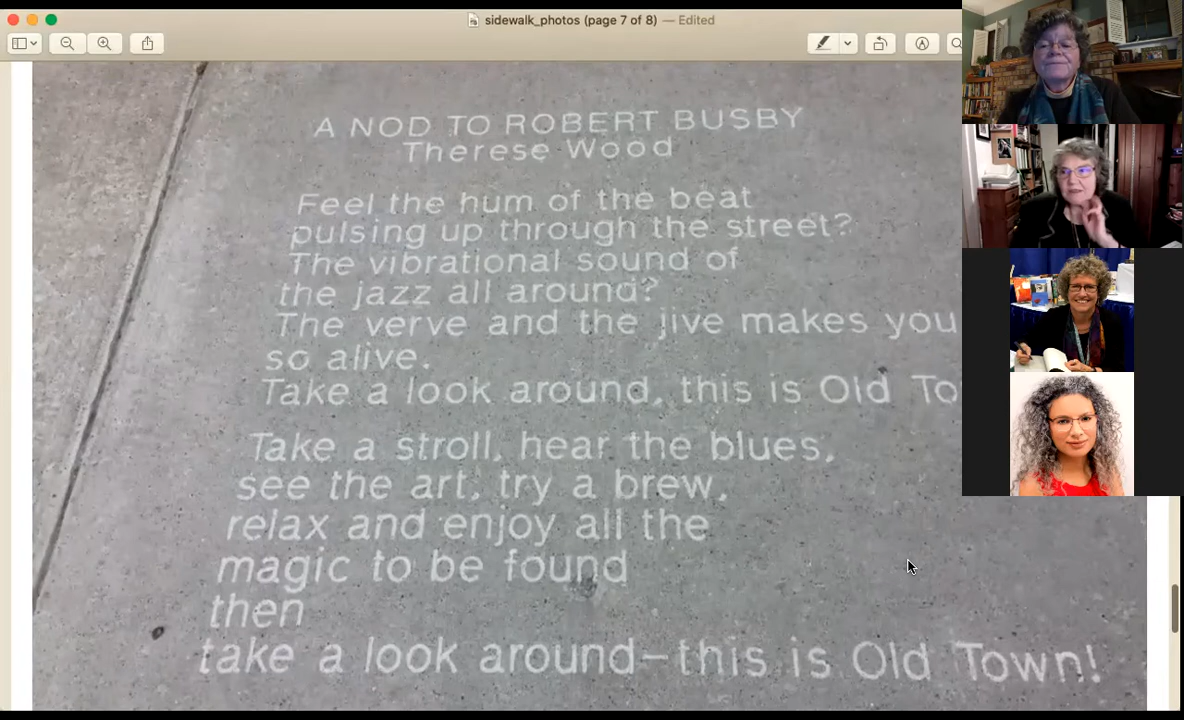 sidewalk_photos (page 7 of 8) — Edited
A NOD TO ROBERT BUSBY
Therese Wood
Feel the hum of the beat
pulsing up through the street?
The vibrational sound of
the jazz all around?
The verve and the jive makes you
so alive.
Take a look around, this is Old
Take a stroll, hear the blues,
see the art, try a brew,
relax and enjoy all the
magic to be found
then
take a look around—this is Old Town!